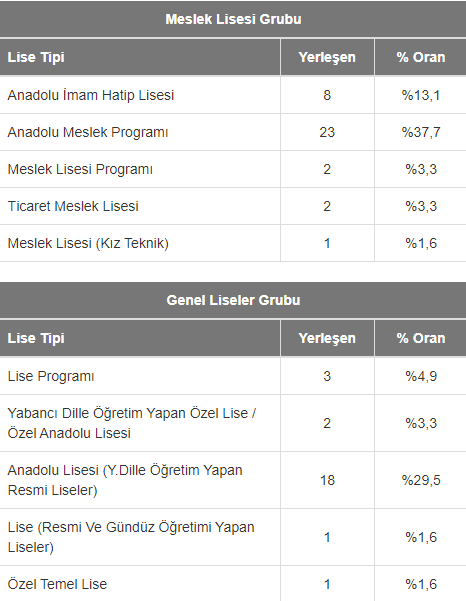 Meslek Lisesi Grubu
Lise Tipi Yerleşen % Oran
Anadolu İmam Hatip Lisesi 8 %13,1
Anadolu Meslek Programı 23 %37,7
Meslek Lisesi Programı 2 %3,3
Ticaret Meslek Lisesi 2 %3,3
Meslek Lisesi (Kız Teknik) 1 %1,6
Genel Liseler Grubu
Lise Tipi Yerleşen % Oran
Lise Programı 3 %4,9
Yabancı Dille Öğretim Yapan Özel Lise /
Özel Anadolu Lisesi 2 %3,3
Anadolu Lisesi (Y.Dille Öğretim Yapan
Resmi Liseler) 18 %29,5
Lise (Resmi Ve Gündüz Öğretimi Yapan
Liseler) 1 %1,6
Özel Temel Lise 1 %1,6